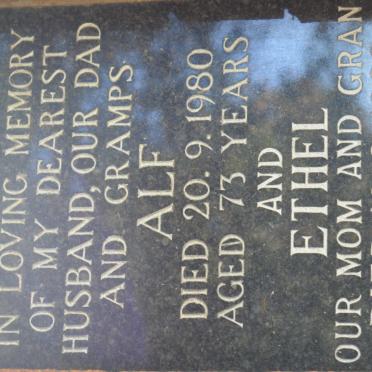 IN LOVING MEMORY
OF MY DEAREST
HUSBAND, OUR DAD
AND GRAMPS
ALF
DIED 20. 9. 1980
AGED 73 YEARS
AND
ETHEL
OUR MOM AND GRAN